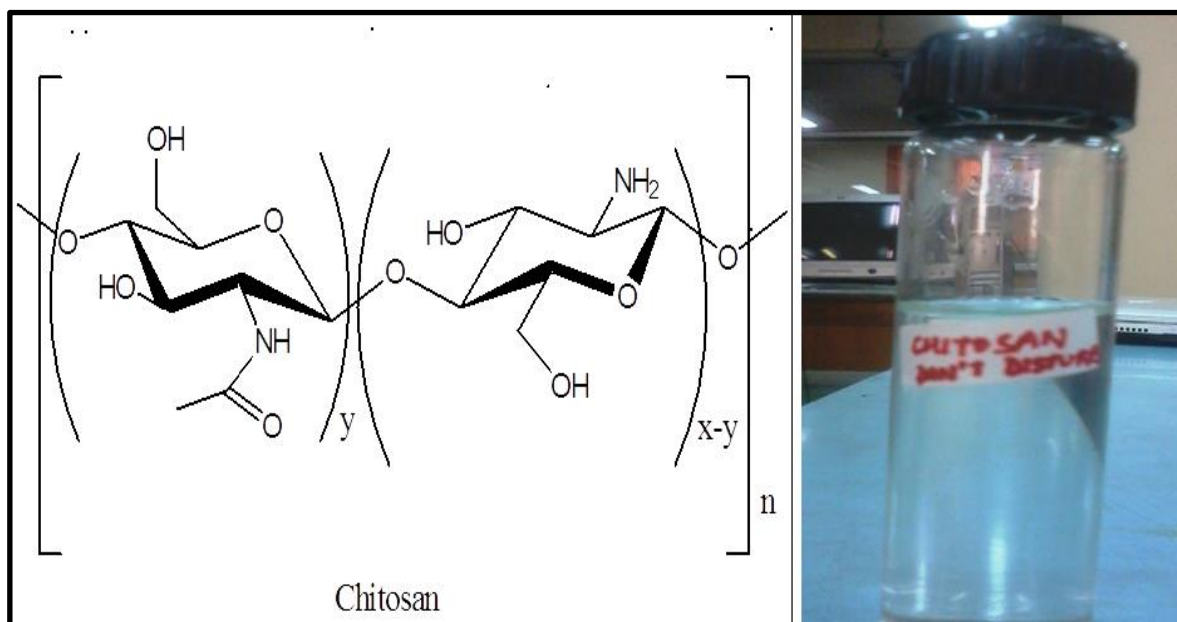 OH
O
O
HO
NH
O
y
O
NH₂
HO
O
OH
O
x-y
n
Chitosan
CHITOSAN
DON'T DISTURB